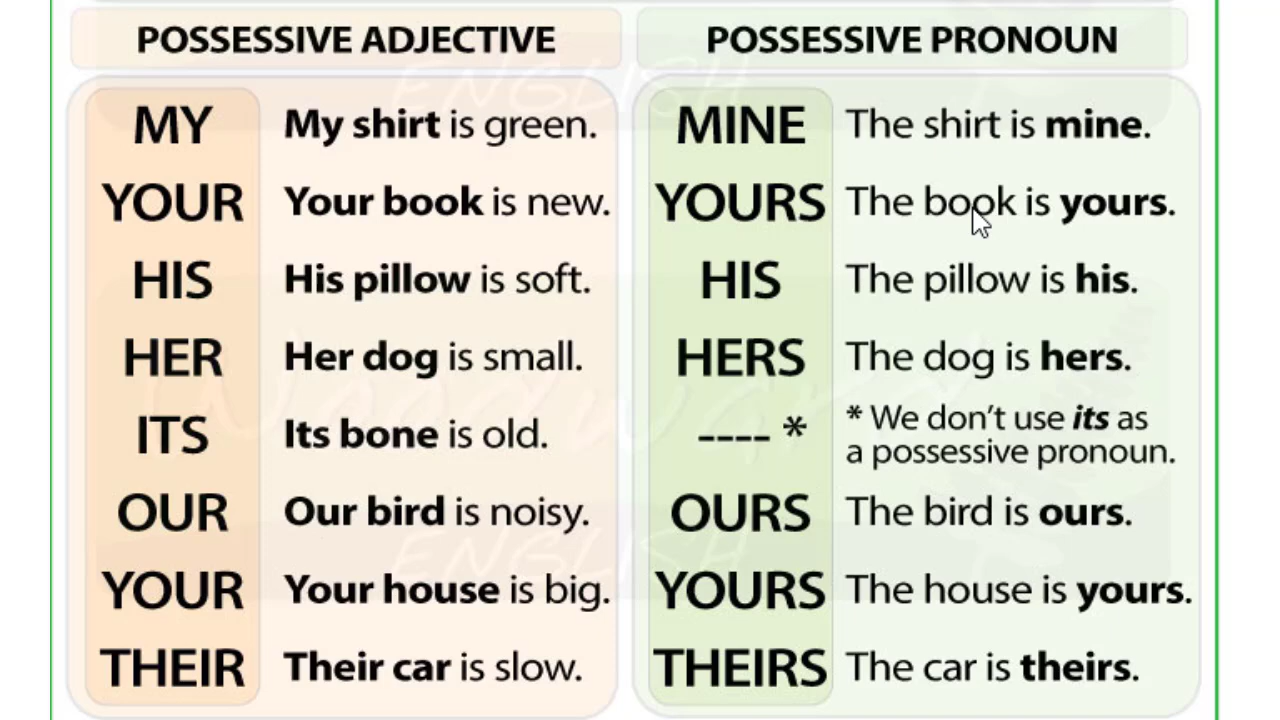 POSSESSIVE ADJECTIVE POSSESSIVE PRONOUN
MY My shirt is green. MINE The shirt is mine.
YOUR Your book is new. YOURS The book is yours.
HIS His pillow is soft. HIS The pillow is his.
HER Her dog is small. HERS The dog is hers.
ITS Its bone is old. ---- * * We don't use its as
a possessive pronoun.
OUR Our bird is noisy. OURS The bird is ours.
YOUR Your house is big. YOURS The house is yours.
THEIR Their car is slow. THEIRS The car is theirs.
ENGLISH
Woodward
ENGLISH